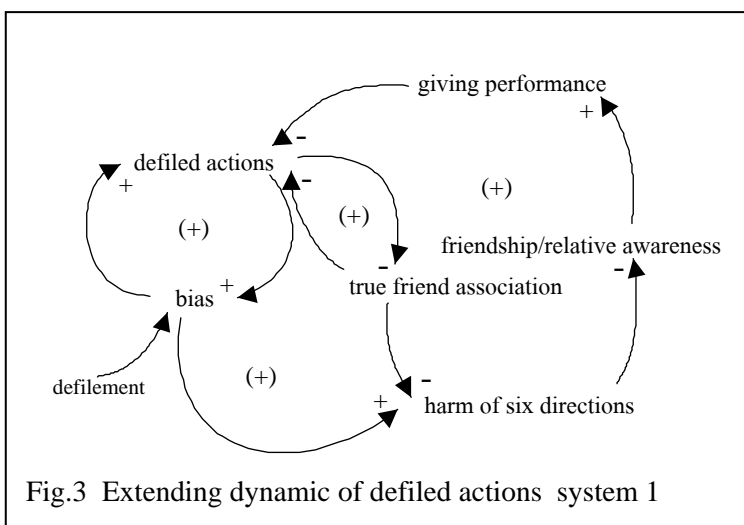 giving performance
+
-
defiled actions
+
-
(+)
(+)
(+)
friendship/relative awareness
-
-
true friend association
+
bias
(+)
defilement
-
+
harm of six directions
Fig.3 Extending dynamic of defiled actions system 1